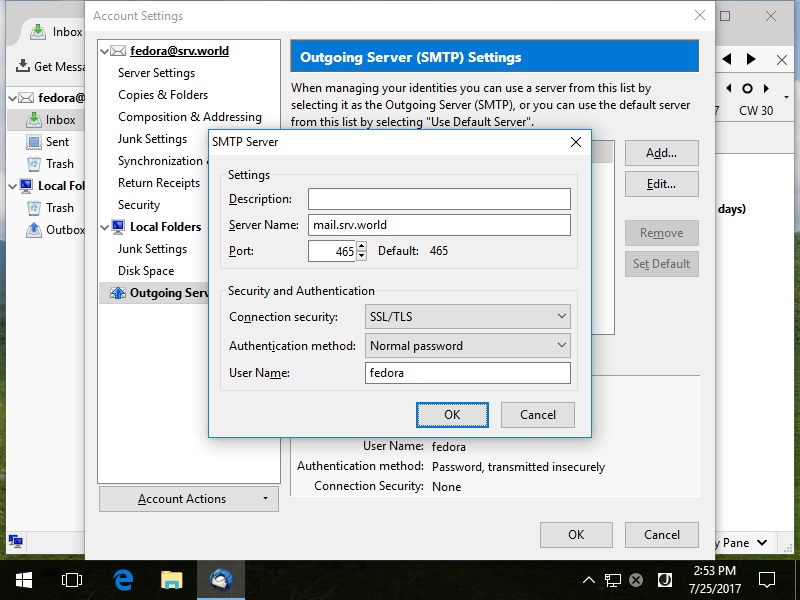 Account Settings
Inbox
Get Messa
fedora@
Inbox
Sent
Trash
Local Fol
Trash
Outbox
fedora@srv.world
Server Settings
Copies & Folders
Composition & Addressing
Junk Settings
Synchronization
Return Receipts
Security
Local Folders
Junk Settings
Disk Space
Outgoing Serv
Account Actions
Outgoing Server (SMTP) Settings
When managing your identities you can use a server from this list by
selecting it as the Outgoing Server (SMTP), or you can use the default server
from this list by selecting "Use Default Server".
Add...
Edit...
Remove
Set Default
SMTP Server
Settings
Description:
Server Name: mail.srv.world
Port: 465 Default: 465
Security and Authentication
Connection security: SSL/TLS
Authentication method: Normal password
User Name: fedora
OK Cancel
User Name: fedora
Authentication method: Password, transmitted insecurely
Connection Security: None
OK Cancel
7 CW 30
days)
y Pane
2:53 PM
7/25/2017